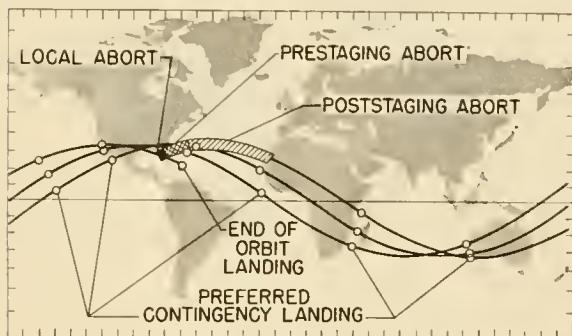 LOCAL ABORT
PRESTAGING ABORT
POSTSTAGING ABORT
END OF
ORBIT
LANDING
PREFERRED
CONTINGENCY LANDING